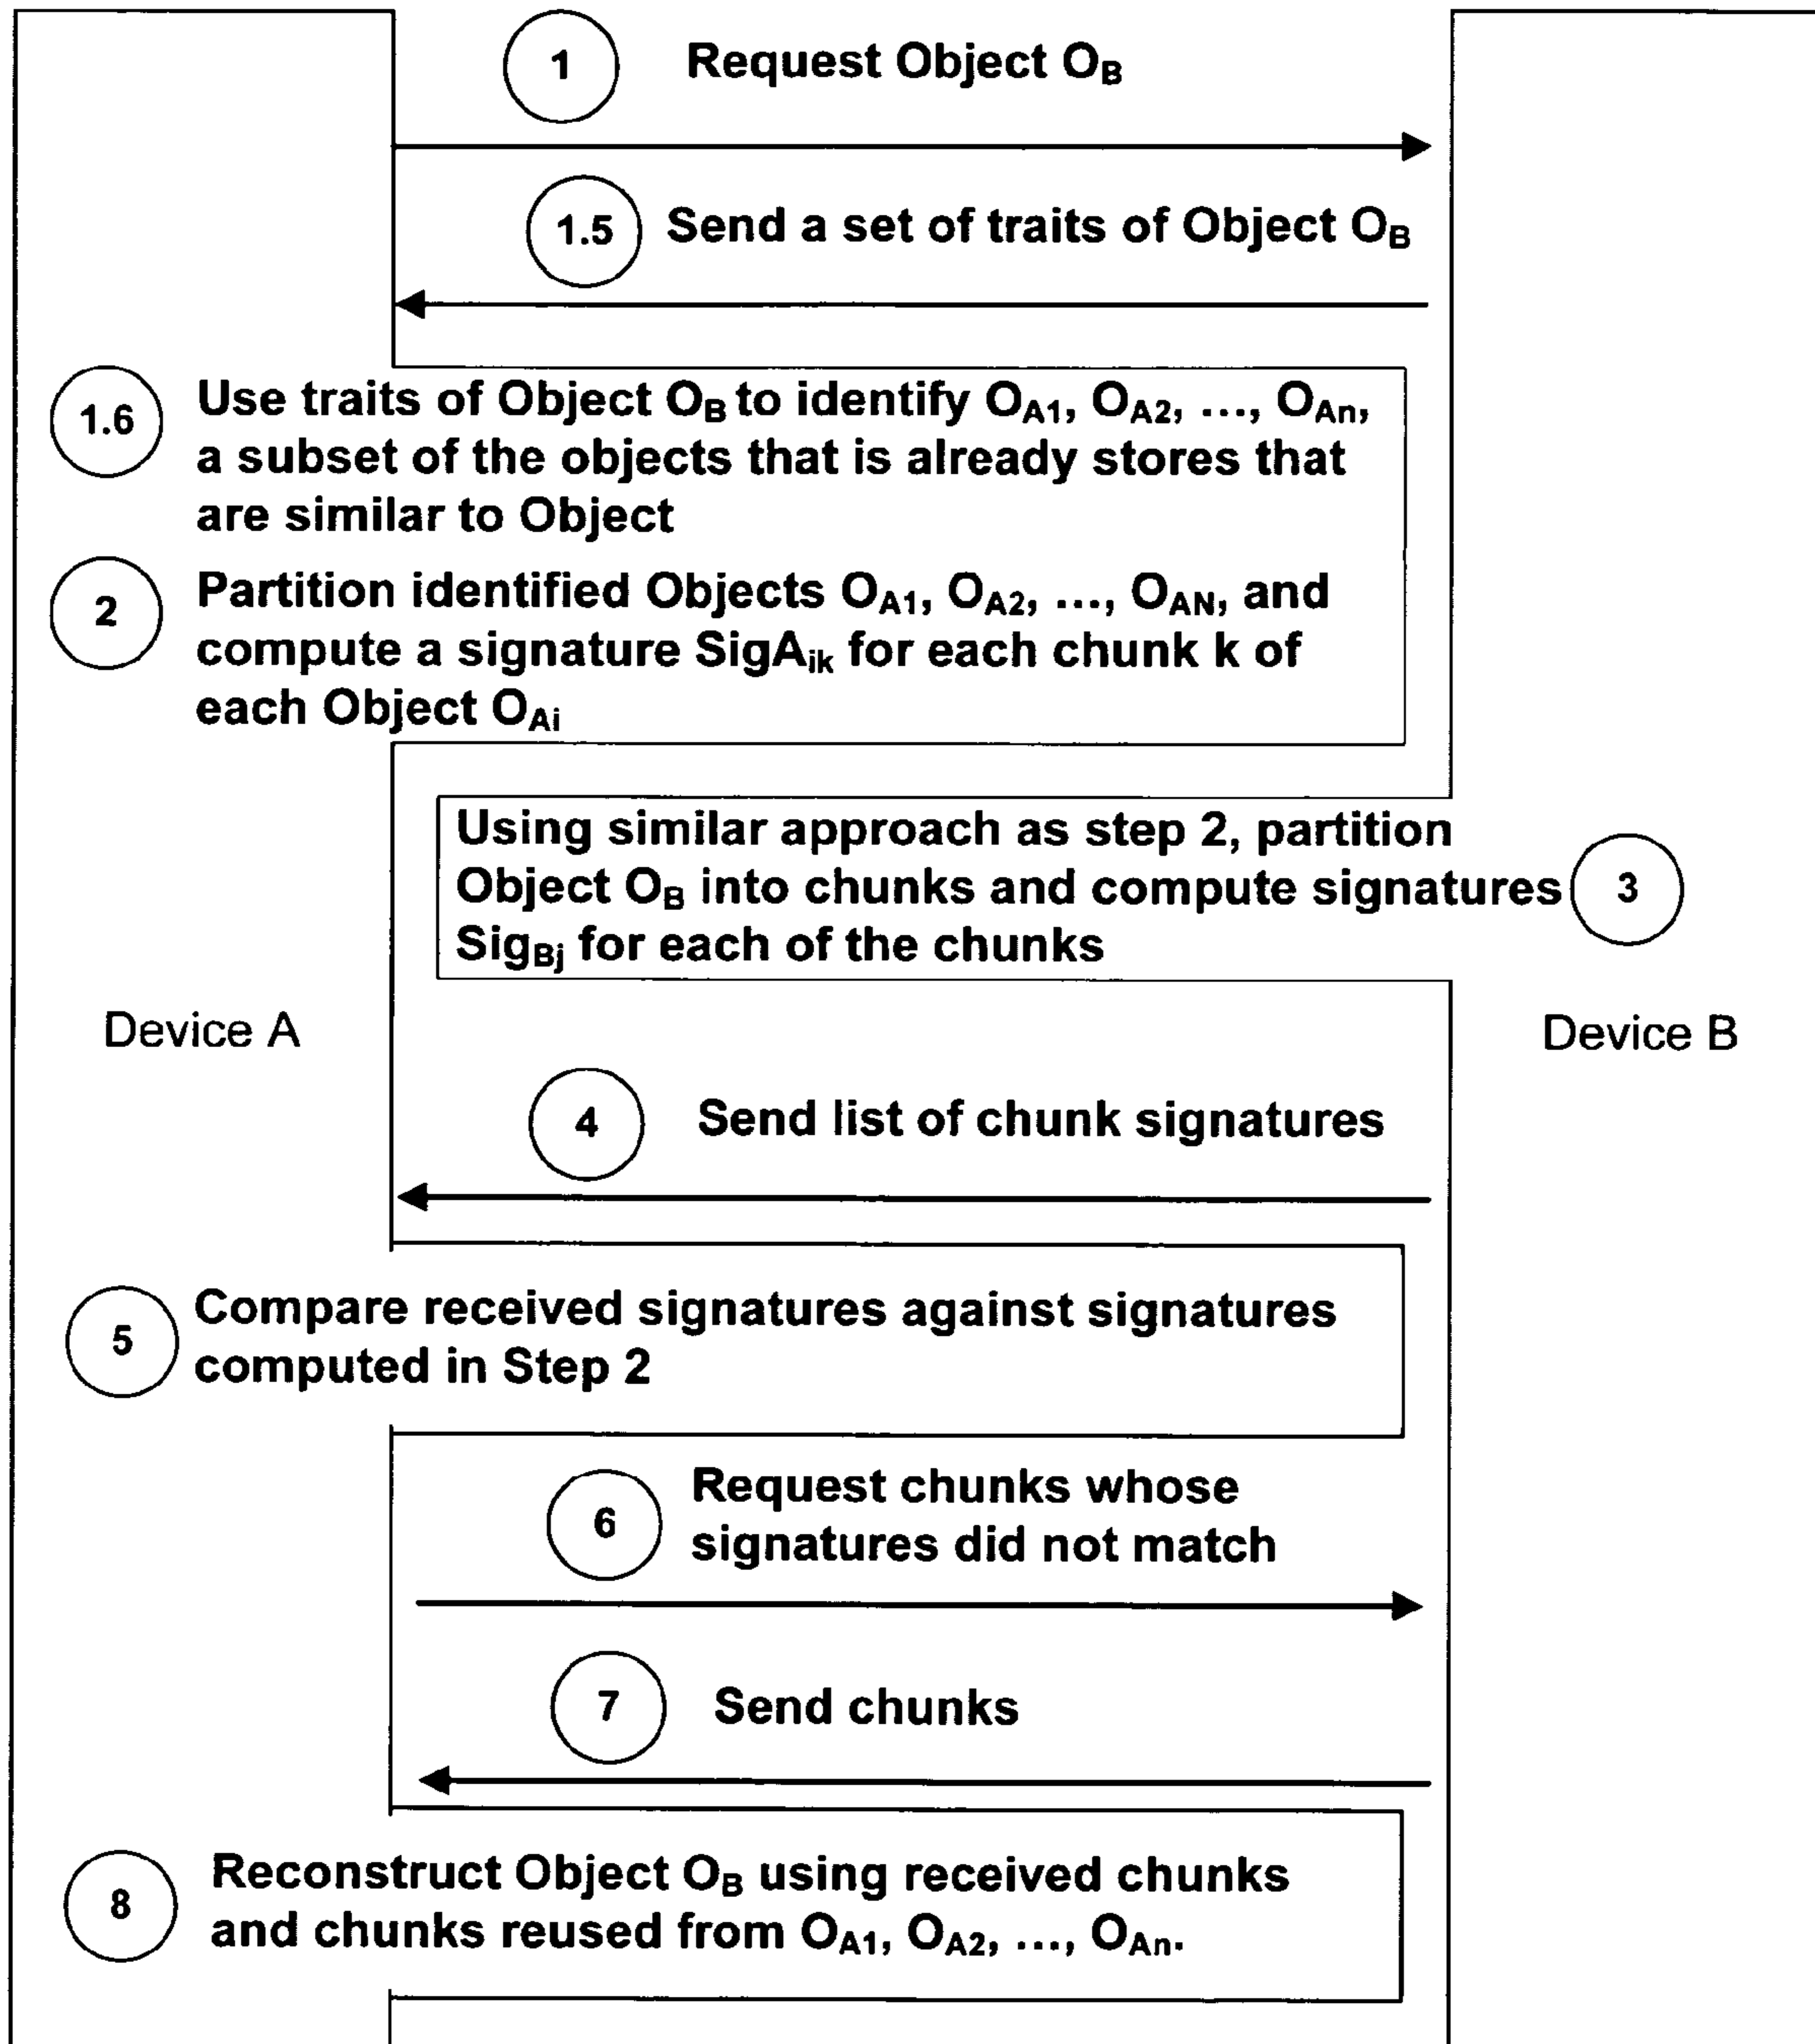 1 Request Object OB
1.5 Send a set of traits of Object OB
1.6 Use traits of Object OB to identify OA1, OA2, ..., OAn,
a subset of the objects that is already stores that
are similar to Object
2 Partition identified Objects OA1, OA2, ..., OAN, and
compute a signature SigAik for each chunk k of
each Object OAi
Using similar approach as step 2, partition
Object OB into chunks and compute signatures 3
SigBj for each of the chunks
Device A
Device B
4 Send list of chunk signatures
5 Compare received signatures against signatures
computed in Step 2
6 Request chunks whose
signatures did not match
7 Send chunks
8 Reconstruct Object OB using received chunks
and chunks reused from OA1, OA2, ..., OAn.